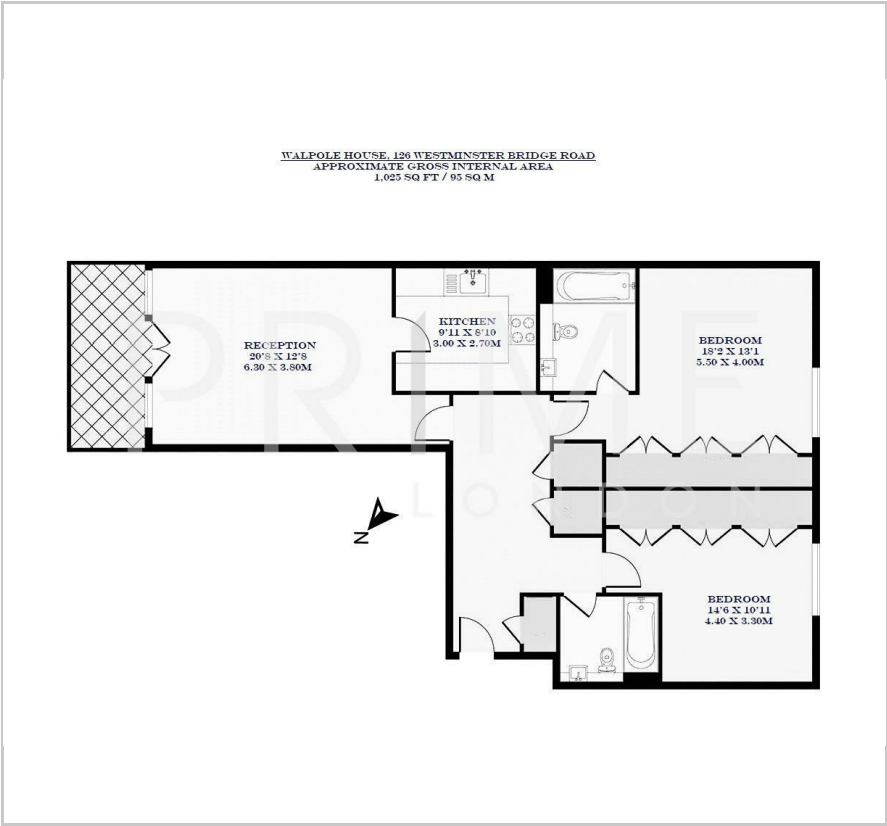 WALPOLE HOUSE, 126 WESTMINSTER BRIDGE ROAD
APPROXIMATE GROSS INTERNAL AREA
1,025 SQ FT / 95 SQ M
KITCHEN
9'11 X 8'10
3.00 X 2.70M
RECEPTION
20'8 X 12'8
6.30 X 3.80M
BEDROOM
18'2 X 13'1
5.50 X 4.00M
PRIME
LONDON
N
BEDROOM
14'6 X 10'11
4.40 X 3.30M